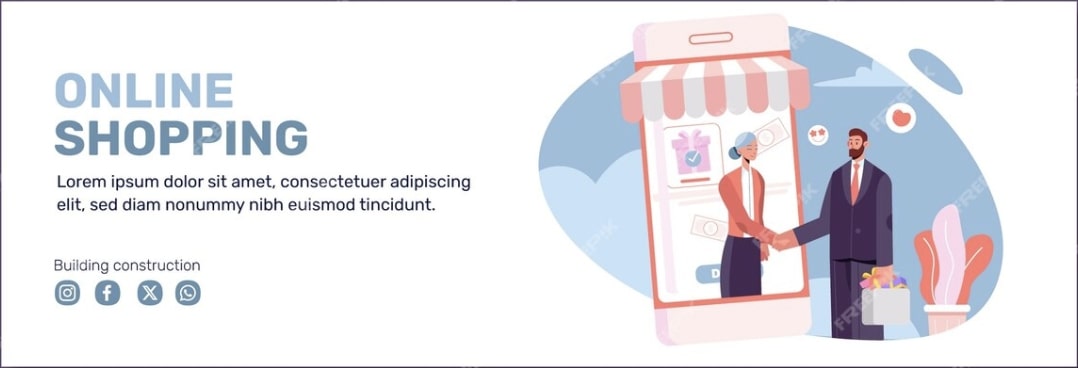 ONLINE
SHOPPING
Lorem ipsum dolor sit amet, consectetuer adipiscing
elit, sed diam nonummy nibh euismod tincidunt.
Building construction